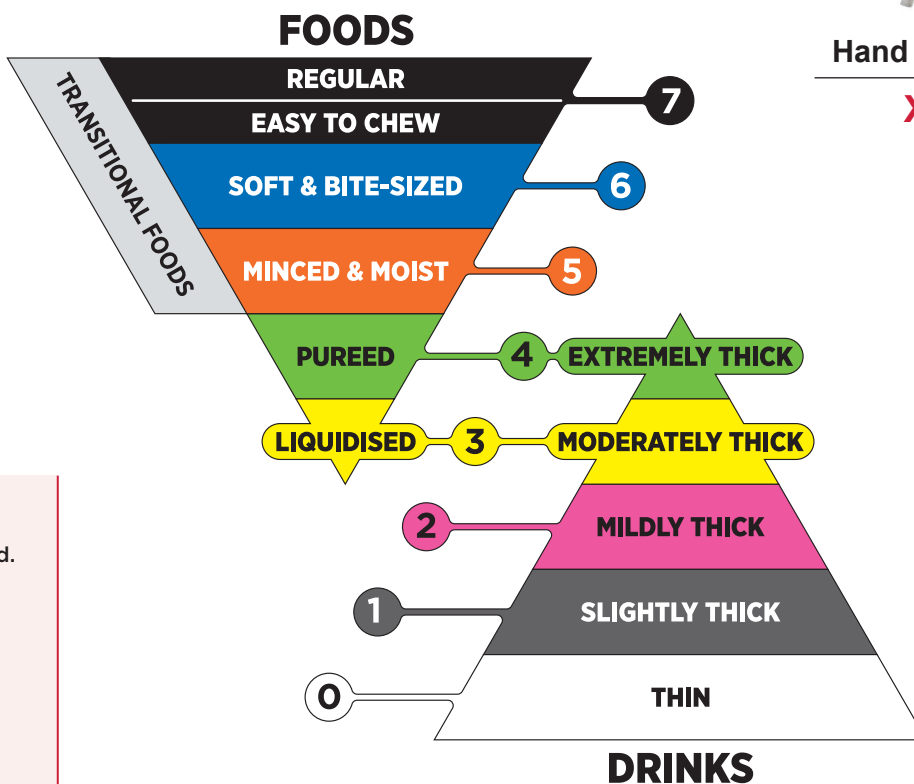 FOODS
Hand
X
REGULAR
7
EASY TO CHEW
TRANSITIONAL FOODS
SOFT & BITE-SIZED
6
MINCED & MOIST
5
PUREED
4
EXTREMELY THICK
LIQUIDISED
3
MODERATELY THICK
2
MILDLY THICK
d.
1
SLIGHTLY THICK
0
THIN
DRINKS